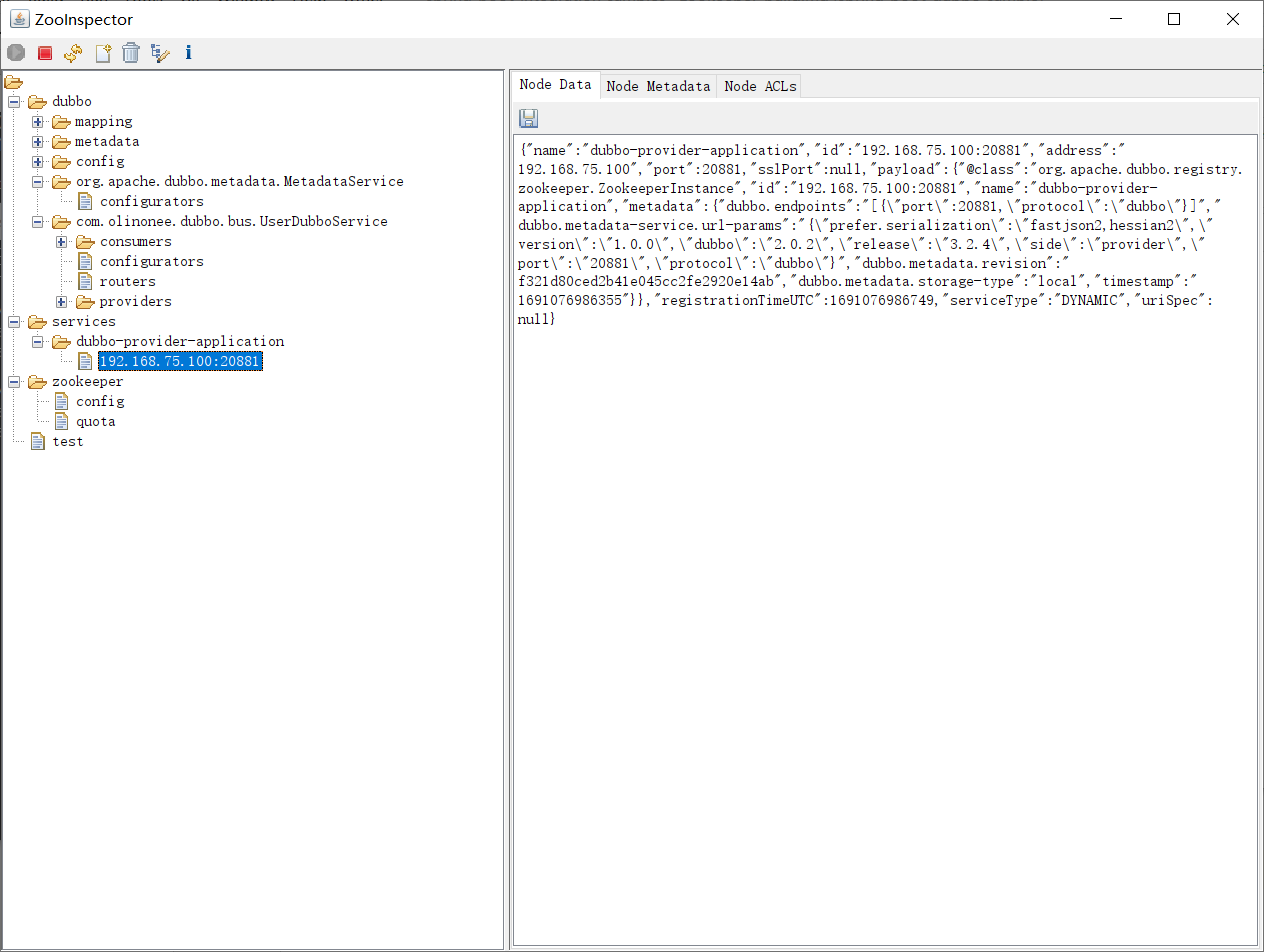 ZooInspector
dubbo
mapping
metadata
config
org.apache.dubbo.metadata.MetadataService
configurators
com.olinonee.dubbo.bus.UserDubboService
consumers
configurators
routers
providers
services
dubbo-provider-application
192.168.75.100:20881
zookeeper
config
quota
test
Node Data
Node Metadata
Node ACLs
{"name":"dubbo-provider-application","id":"192.168.75.100:20881","address":"
192.168.75.100","port":20881,"sslPort":null,"payload":{"@class":"org.apache.dubbo.registry.
zookeeper.ZookeeperInstance","id":"192.168.75.100:20881","name":"dubbo-provider-
application","metadata":{"dubbo.endpoints":"[{\"port\":20881,\"protocol\":\"dubbo\"}]","
dubbo.metadata-service.url-params":"{\"prefer.serialization\":\"fastjson2,hessian2\",\"
version\":\"1.0.0\",\"dubbo\":\"2.0.2\",\"release\":\"3.2.4\",\"side\":\"provider\",\"
port\":\"20881\",\"protocol\":\"dubbo\"}","dubbo.metadata.revision":"
f321d80ced2b41e045cc2fe2920e14ab","dubbo.metadata.storage-type":"local","timestamp":"
1691076986355"}},"registrationTimeUTC":1691076986749,"serviceType":"DYNAMIC","uriSpec":
null}